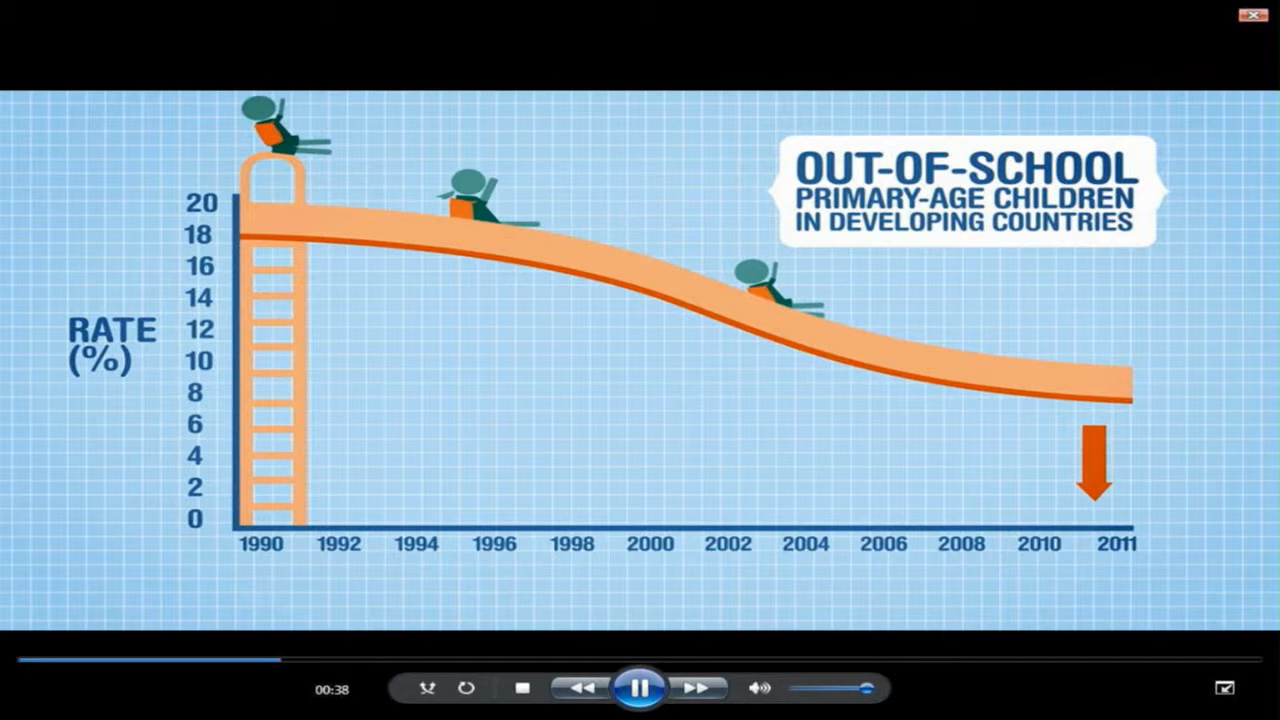 OUT-OF-SCHOOL
PRIMARY-AGE CHILDREN
IN DEVELOPING COUNTRIES
RATE
(%)
20
18
16
14
12
10
8
6
4
2
0
1990 1992 1994 1996 1998 2000 2002 2004 2006 2008 2010 2011
00:38